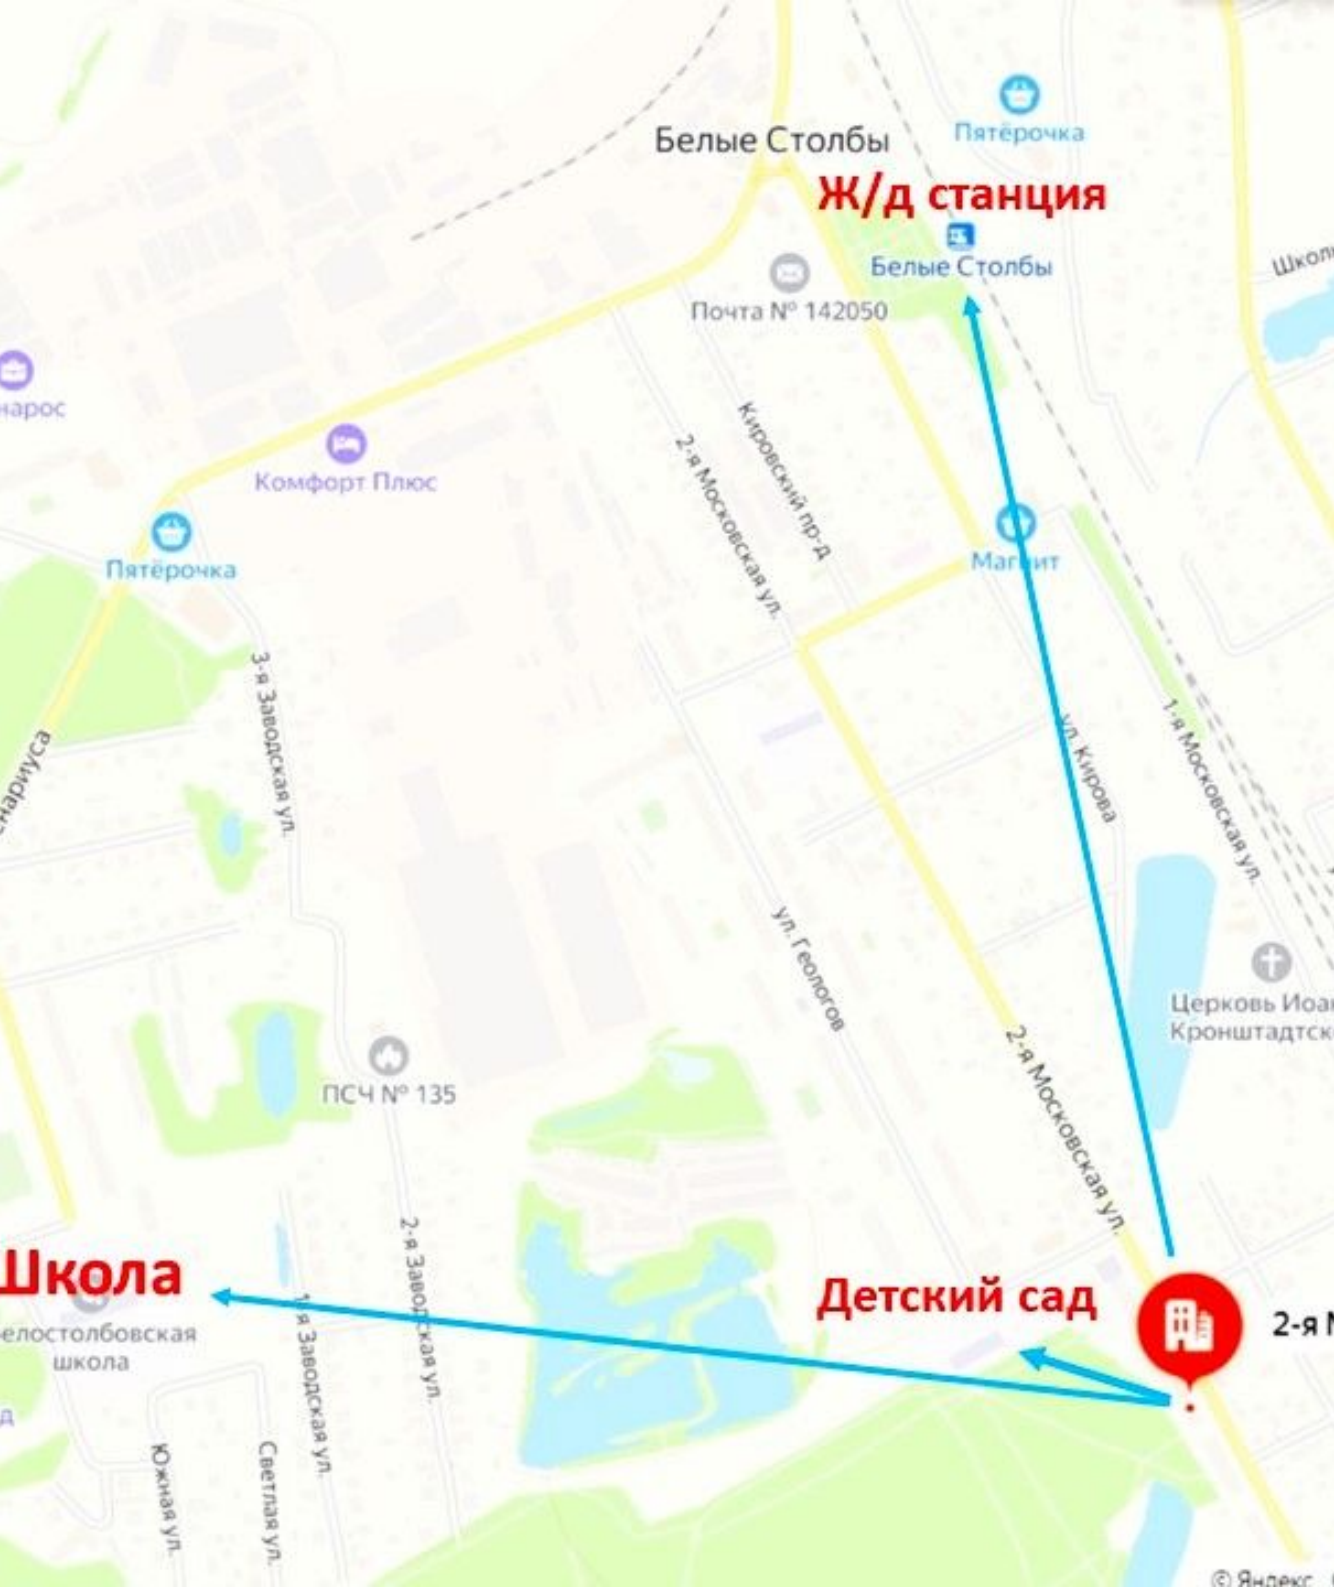 Белые Столбы
Пятёрочка
Ж/д станция
Белые Столбы
Почта № 142050
Комфорт Плюс
Пятёрочка
Кировский пр-д
2-я Московская ул.
Магнит
3-я Заводская ул.
ул. Кирова
1-я Московская ул.
ул. Геологов
Церковь
ПСЧ № 135
2-я Московская ул.
2-я Заводская ул.
Школа
школа
1-я Заводская ул.
Детский сад
2-я
Южная ул.
Светлая ул.
© Яндекс